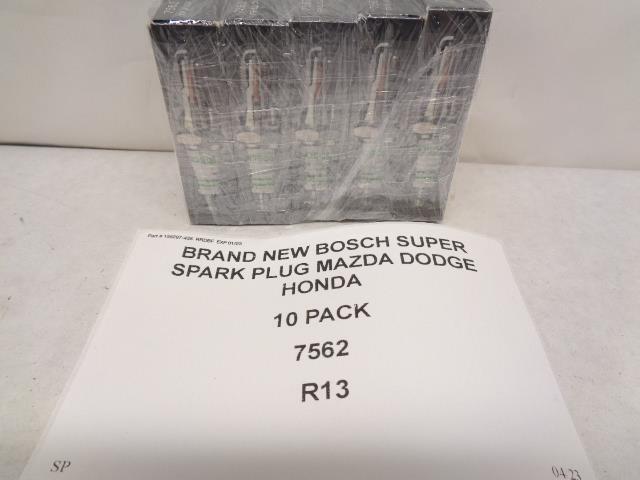 BRAND NEW BOSCH SUPER
SPARK PLUG MAZDA DODGE
HONDA
10 PACK
7562
R13
SP
04 23